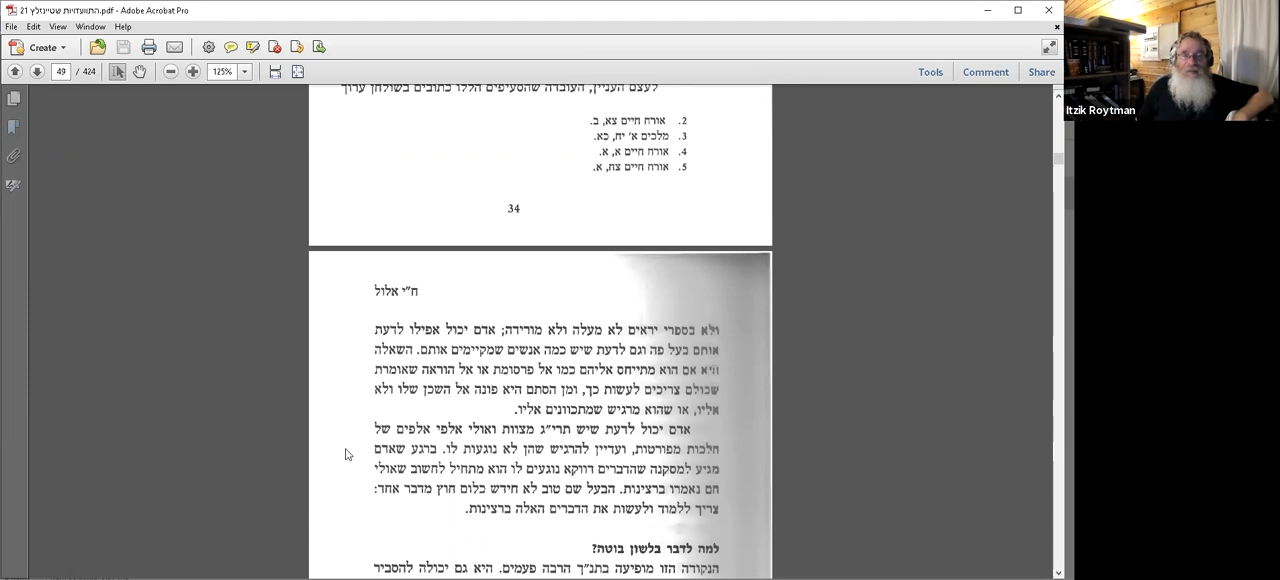 התוועדויות שטיינזלץ 21.pdf - Adobe Acrobat Pro
File Edit View Window Help
Create
49 / 424 125% Tools Comment Share
Itzik Roytman
לעצם העניין, העובדה שהסעיפים הללו כתובים בשולחן ערוך
2. אורח חיים צא, ב.
3. מלכים א' יח, כא.
4. אורח חיים א, א.
5. אורח חיים צח, א.
34
ח"י אלול
ולא בספרי יראים לא מעלה ולא מורידה; אדם יכול אפילו לדעת
אותם בעל פה וגם לדעת שיש כמה אנשים שמקיימים אותם. השאלה
היא אם הוא מתייחס אליהם כמו אל פרסומת או אל הוראה שאומרת
שכולם צריכים לעשות כך, ומן הסתם היא פונה אל השכן שלו ולא
אליו, או שהוא מרגיש שמתכוונים אליו.
אדם יכול לדעת שיש תרי"ג מצוות ואולי אלפי אלפים של
הלכות מפורטות, ועדיין להרגיש שהן לא נוגעות לו. ברגע שאדם
מגיע למסקנה שהדברים דווקא נוגעים לו הוא מתחיל לחשוב שאולי
הם נאמרו ברצינות. הבעל שם טוב לא חידש כלום חוץ מדבר אחד:
צריך ללמוד ולעשות את הדברים האלה ברצינות.
למה לדבר בלשון בוטה?
הנקודה הזו מופיעה בתנ"ך הרבה פעמים. היא גם יכולה להסביר